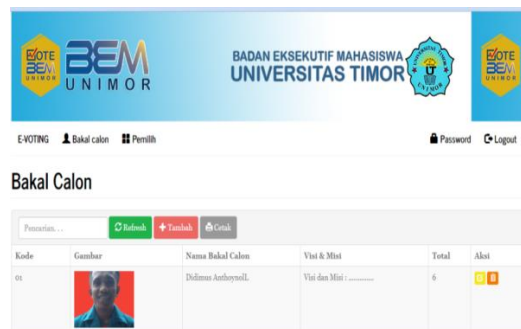 EVOTE
BEM
UNIMOR
BEM
UNIMOR
BADAN EKSEKUTIF MAHASISWA
UNIVERSITAS TIMOR
EVOTE
BEM
UNIMOR
E-VOTING Bakal calon Pemilih Password Logout
Bakal Calon
Pencarian... Refresh Tambah Cetak
Kode Gambar Nama Bakal Calon Visi & Misi Total Aksi
01 Didimus AnthoynolL Visi dan Misi : .............. 6